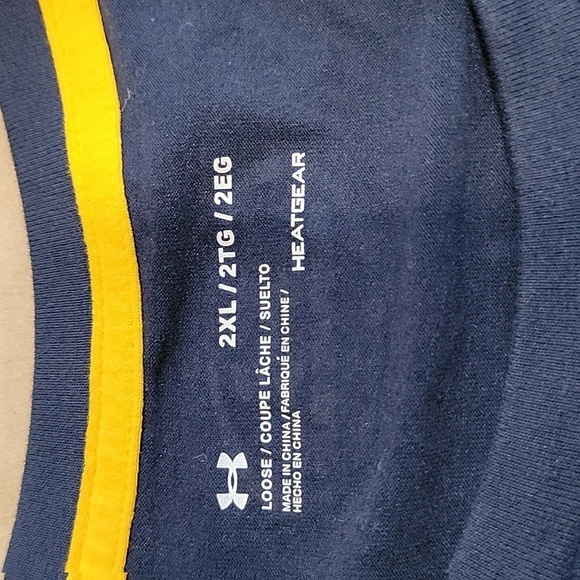 2XL / 2TG / 2EG
LOOSE / COUPE LÂCHE / SUELTO
MADE IN CHINA / FABRIQUÉ EN CHINE /
HECHO EN CHINA
HEATGEAR